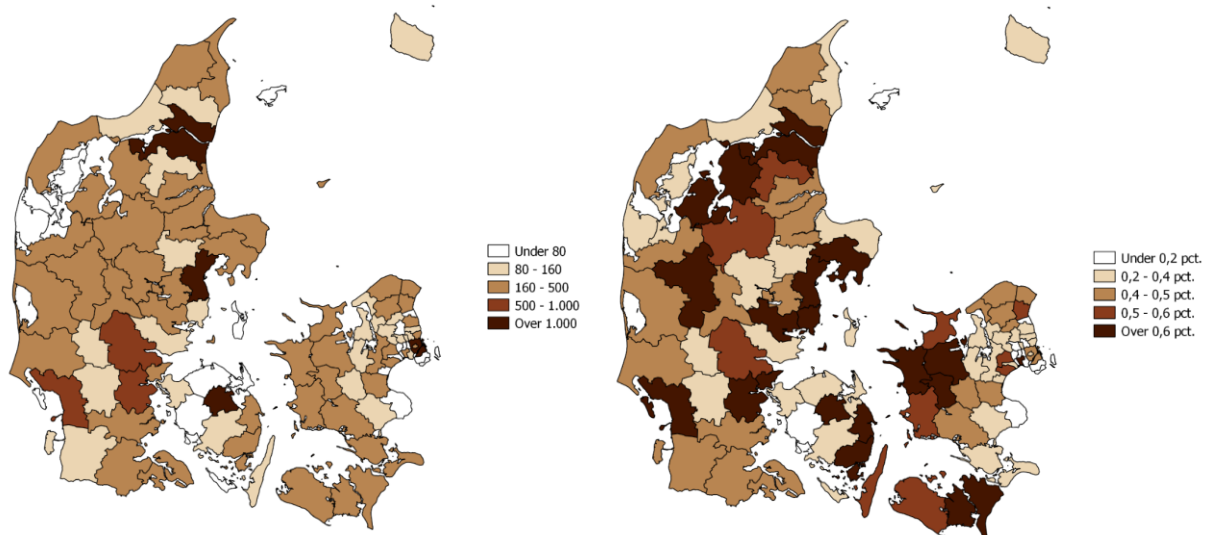 Under 80
80 - 160
160 - 500
500 - 1.000
Over 1.000
Under 0,2 pct.
0,2 - 0,4 pct.
0,4 - 0,5 pct.
0,5 - 0,6 pct.
Over 0,6 pct.